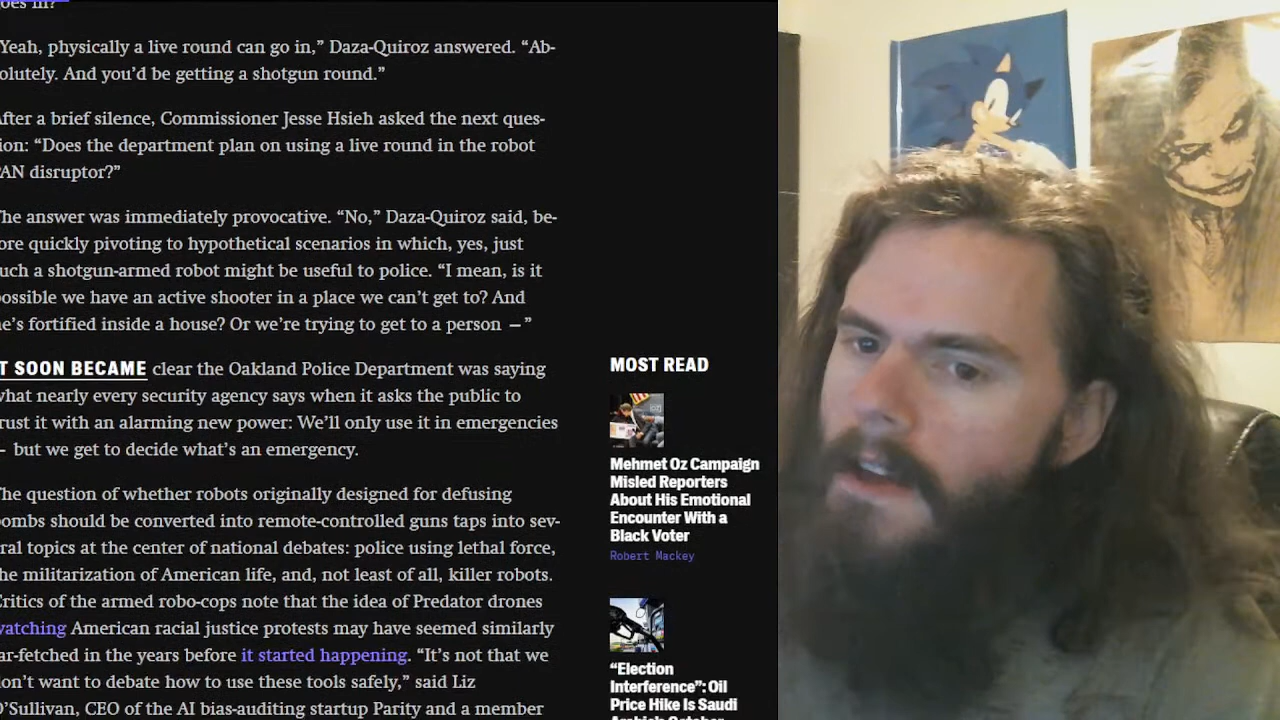 oes in?"
Yeah, physically a live round can go in,” Daza-Quiroz answered. “Ab-
olutely. And you’d be getting a shotgun round.”
After a brief silence, Commissioner Jesse Hsieh asked the next ques-
ion: “Does the department plan on using a live round in the robot
PAN disruptor?”
The answer was immediately provocative. “No,” Daza-Quiroz said, be-
ore quickly pivoting to hypothetical scenarios in which, yes, just
uch a shotgun-armed robot might be useful to police. “I mean, is it
possible we have an active shooter in a place we can’t get to? And
he’s fortified inside a house? Or we’re trying to get to a person —”
T SOON BECAME clear the Oakland Police Department was saying
what nearly every security agency says when it asks the public to
rust it with an alarming new power: We’ll only use it in emergencies
— but we get to decide what’s an emergency.
The question of whether robots originally designed for defusing
bombs should be converted into remote-controlled guns taps into sev-
ral topics at the center of national debates: police using lethal force,
he militarization of American life, and, not least of all, killer robots.
Critics of the armed robo-cops note that the idea of Predator drones
watching American racial justice protests may have seemed similarly
ar-fetched in the years before it started happening. “It’s not that we
don’t want to debate how to use these tools safely,” said Liz
O’Sullivan, CEO of the AI bias-auditing startup Parity and a member
MOST READ
Mehmet Oz Campaign
Misled Reporters
About His Emotional
Encounter With a
Black Voter
Robert Mackey
“Election
Interference”: Oil
Price Hike Is Saudi
Arabia’s October